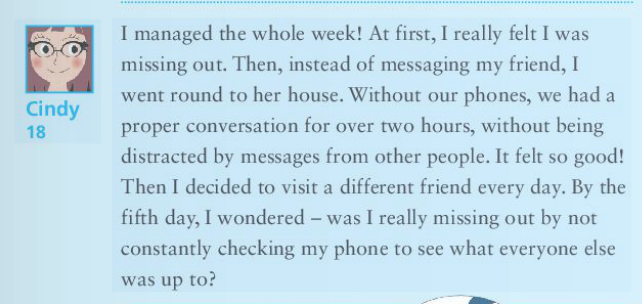 I managed the whole week! At first, I really felt I was
missing out. Then, instead of messaging my friend, I
went round to her house. Without our phones, we had a
proper conversation for over two hours, without being
distracted by messages from other people. It felt so good!
Then I decided to visit a different friend every day. By the
fifth day, I wondered – was I really missing out by not
constantly checking my phone to see what everyone else
was up to?
Cindy
18